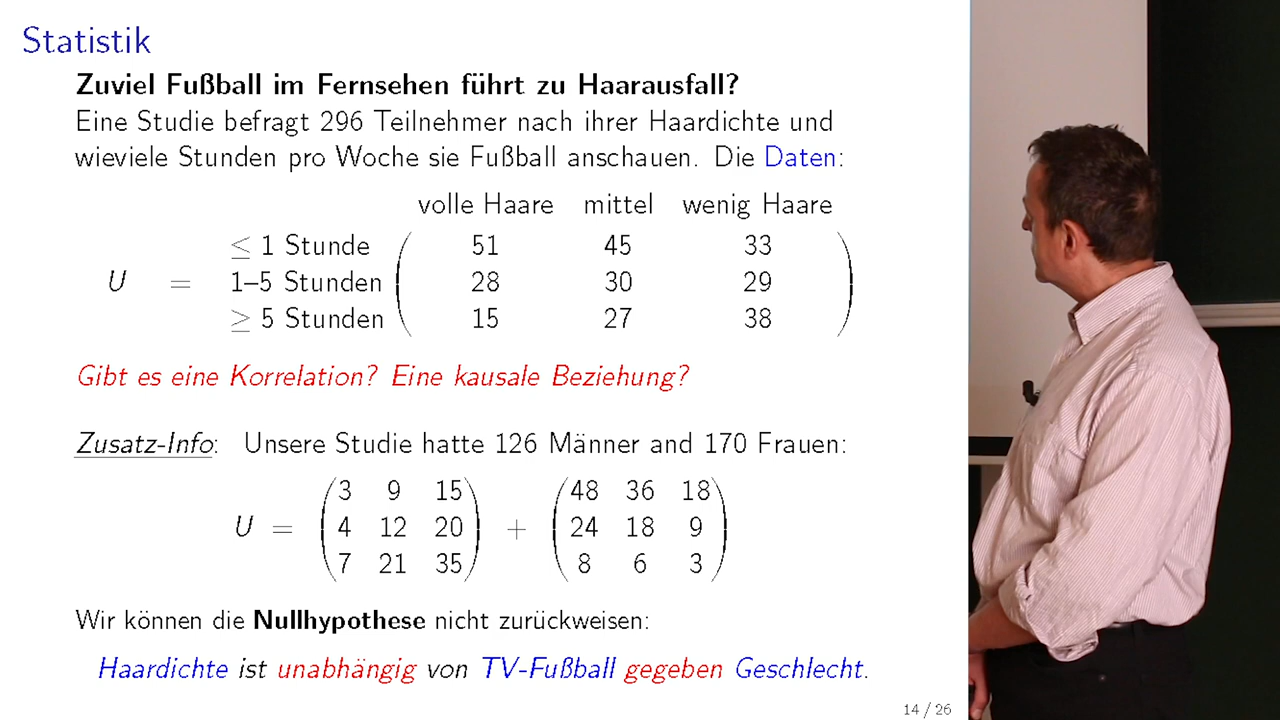 Statistik
Zuviel Fußball im Fernsehen führt zu Haarausfall?
Eine Studie befragt 296 Teilnehmer nach ihrer Haardichte und
wieviele Stunden pro Woche sie Fußball anschauen. Die Daten:
volle Haare mittel wenig Haare
≤ 1 Stunde 51 45 33
U = 1–5 Stunden 28 30 29
≥ 5 Stunden 15 27 38
Gibt es eine Korrelation? Eine kausale Beziehung?
Zusatz-Info: Unsere Studie hatte 126 Männer and 170 Frauen:
3 9 15 48 36 18
U = 4 12 20 + 24 18 9
7 21 35 8 6 3
Wir können die Nullhypothese nicht zurückweisen:
Haardichte ist unabhängig von TV-Fußball gegeben Geschlecht.
14 / 26